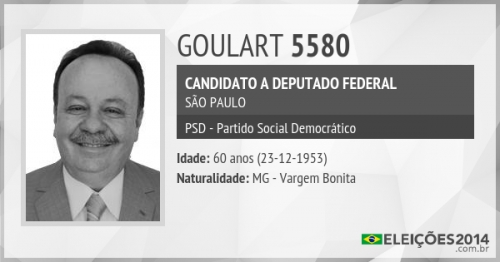 GOULART 5580
CANDIDATO A DEPUTADO FEDERAL
SÃO PAULO
PSD - Partido Social Democrático
Idade: 60 anos (23-12-1953)
Naturalidade: MG - Vargem Bonita
ELEIÇÕES2014
.com.br